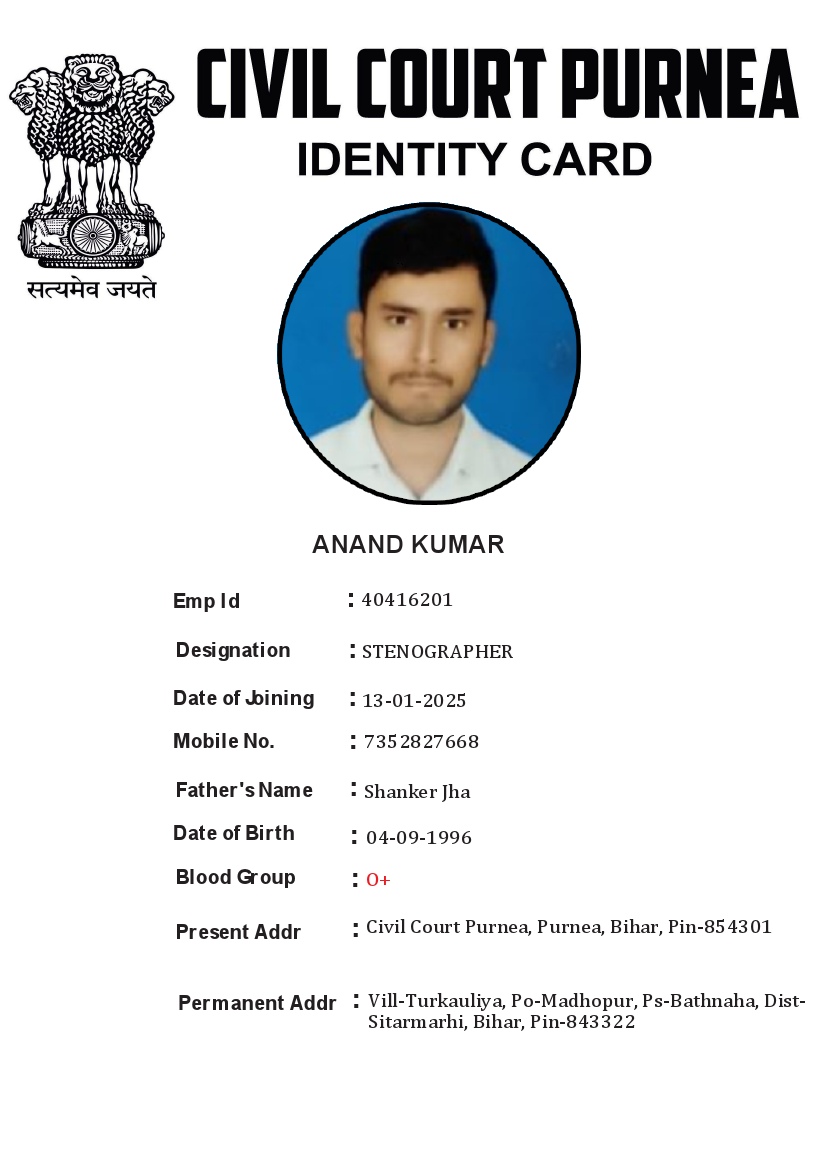 CIVIL COURT PURNEA
IDENTITY CARD
सत्यमेव जयते
ANAND KUMAR
Emp Id : 40416201
Designation : STENOGRAPHER
Date of Joining : 13-01-2025
Mobile No. : 7352827668
Father's Name : Shanker Jha
Date of Birth : 04-09-1996
Blood Group : O+
Present Addr : Civil Court Purnea, Purnea, Bihar, Pin-854301
Permanent Addr : Vill-Turkauliya, Po-Madhopur, Ps-Bathnaha, Dist-
Sitarmarhi, Bihar, Pin-843322